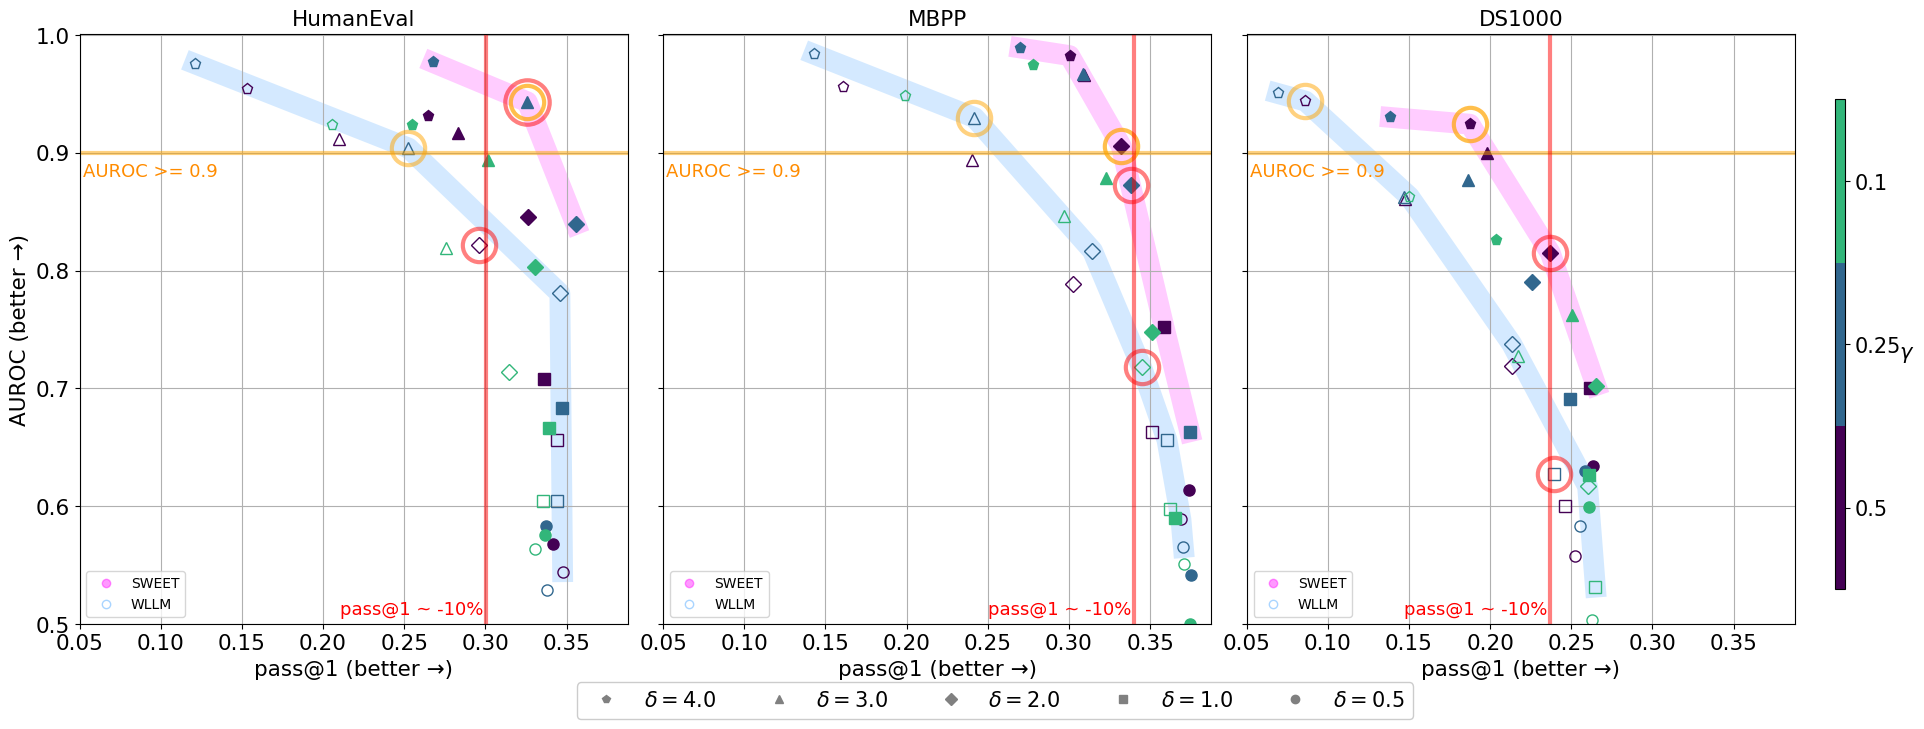 HumanEval
MBPP
DS1000
AUROC (better →)
1.0
0.9
0.8
0.7
0.6
0.5
AUROC >= 0.9
pass@1 ~ -10%
SWEET
WLLM
0.05 0.10 0.15 0.20 0.25 0.30 0.35
pass@1 (better →)
AUROC >= 0.9
pass@1 ~ -10%
SWEET
WLLM
0.05 0.10 0.15 0.20 0.25 0.30 0.35
pass@1 (better →)
AUROC >= 0.9
pass@1 ~ -10%
SWEET
WLLM
0.05 0.10 0.15 0.20 0.25 0.30 0.35
pass@1 (better →)
0.1
0.25
0.5
γ
δ = 4.0 δ = 3.0 δ = 2.0 δ = 1.0 δ = 0.5